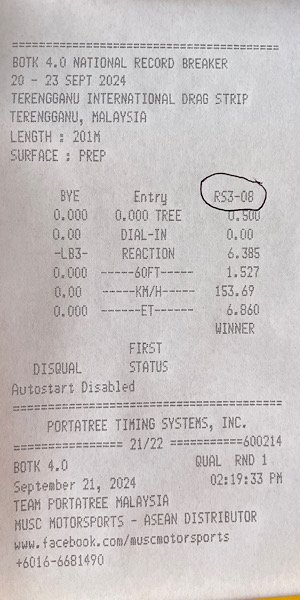 ========================================
BOTK 4.0 NATIONAL RECORD BREAKER
20 - 23 SEPT 2024
TERENGGANU INTERNATIONAL DRAG STRIP
TERENGGANU, MALAYSIA
LENGTH : 201M
SURFACE : PREP
BYE Entry RS3-08
0.000 0.000 TREE 0.500
0.00 DIAL-IN 0.00
-LB3- REACTION 6.385
0.000 ------60FT------ 1.527
0.00 -----KM/H----- 153.69
0.000 ------ET------ 6.860
WINNER
FIRST
DISQUAL STATUS
Autostart Disabled
========================================
PORTATREE TIMING SYSTEMS, INC.
================ 21/22 ===========600214
BOTK 4.0 QUAL RND 1
September 21, 2024 02:19:33 PM
TEAM PORTATREE MALAYSIA
MUSC MOTORSPORTS - ASEAN DISTRIBUTOR
www.facebook.com/muscmotorsports
+6016-6681490